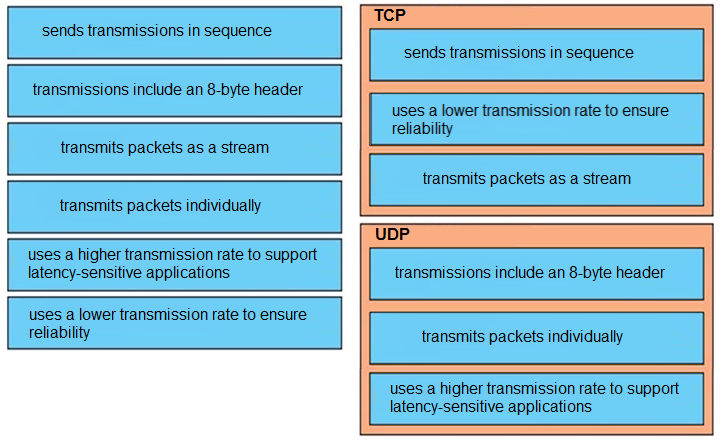 sends transmissions in sequence
transmissions include an 8-byte header
transmits packets as a stream
transmits packets individually
uses a higher transmission rate to support
latency-sensitive applications
uses a lower transmission rate to ensure
reliability
TCP
sends transmissions in sequence
uses a lower transmission rate to ensure
reliability
transmits packets as a stream
UDP
transmissions include an 8-byte header
transmits packets individually
uses a higher transmission rate to support
latency-sensitive applications